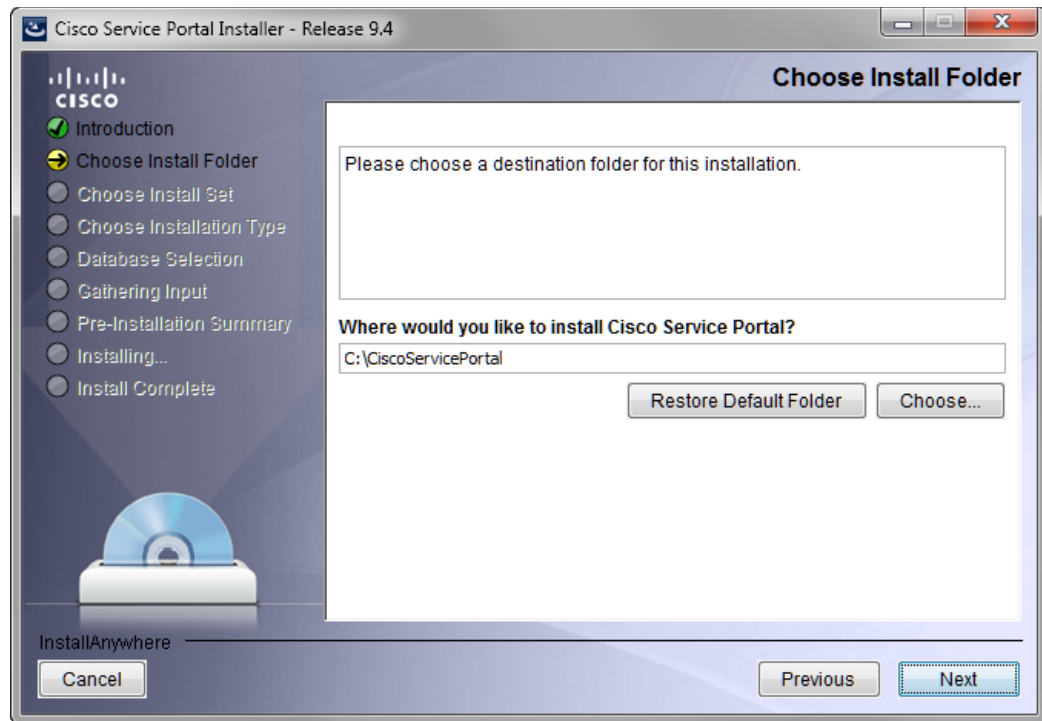 Cisco Service Portal Installer - Release 9.4
CISCO
Choose Install Folder
Introduction
Choose Install Folder
Choose Install Set
Choose Installation Type
Database Selection
Gathering Input
Pre-Installation Summary
Installing...
Install Complete
Please choose a destination folder for this installation.
Where would you like to install Cisco Service Portal?
C:\CiscoServicePortal
Restore Default Folder
Choose...
InstallAnywhere
Cancel
Previous
Next